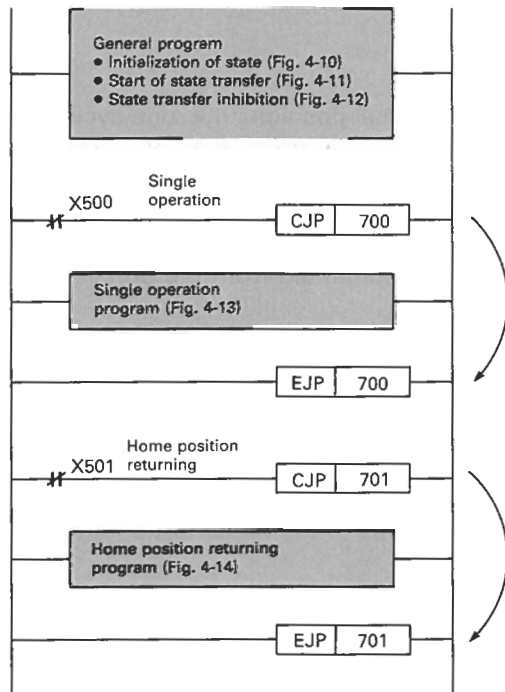 General program
• Initialization of state (Fig. 4-10)
• Start of state transfer (Fig. 4-11)
• State transfer inhibition (Fig. 4-12)
X500
Single
operation
CJP 700
Single operation
program (Fig. 4-13)
EJP 700
X501
Home position
returning
CJP 701
Home position returning
program (Fig. 4-14)
EJP 701